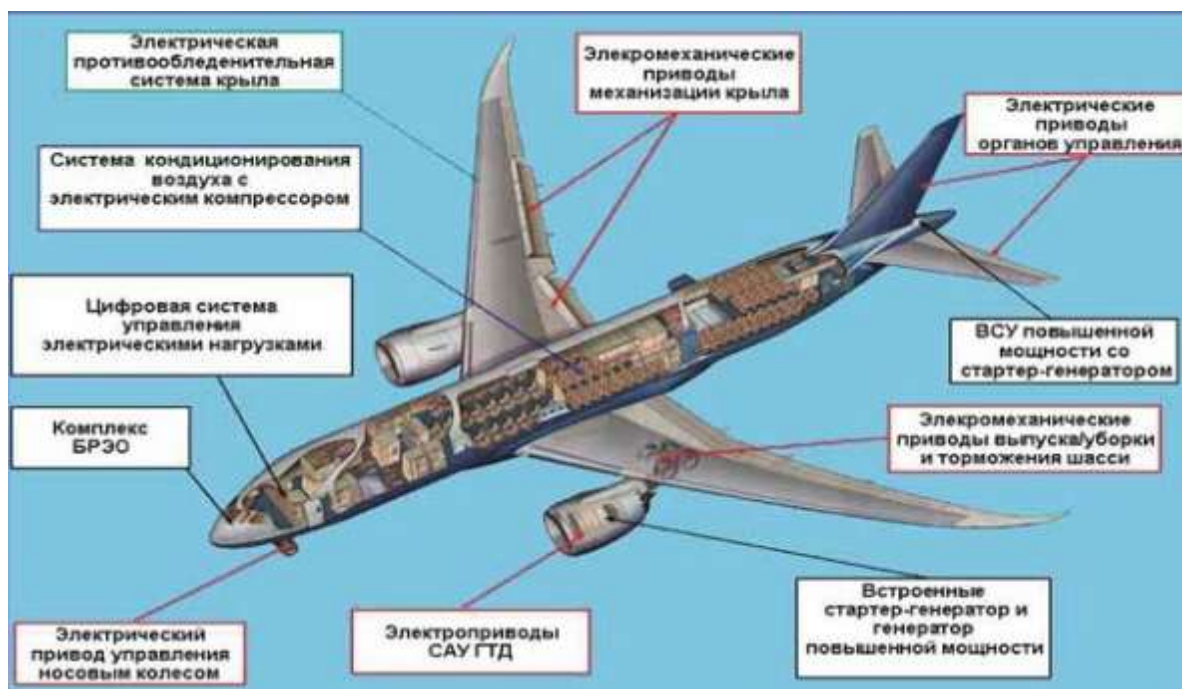 Электрическая
противообледенительная
система крыла
Элекромеханические
приводы
механизации крыла
Электрические
приводы
органов управления
Система кондиционирования
воздуха с
электрическим компрессором
Цифровая система
управления
электрическими нагрузками
Комплекс
БРЭО
ВСУ повышенной
мощности со
стартер-генератором
Элекромеханические
приводы выпуска/уборки
и торможения шасси
Электрический
привод управления
носовым колесом
Электроприводы
САУ ГТД
Встроенные
стартер-генератор и
генератор
повышенной мощности